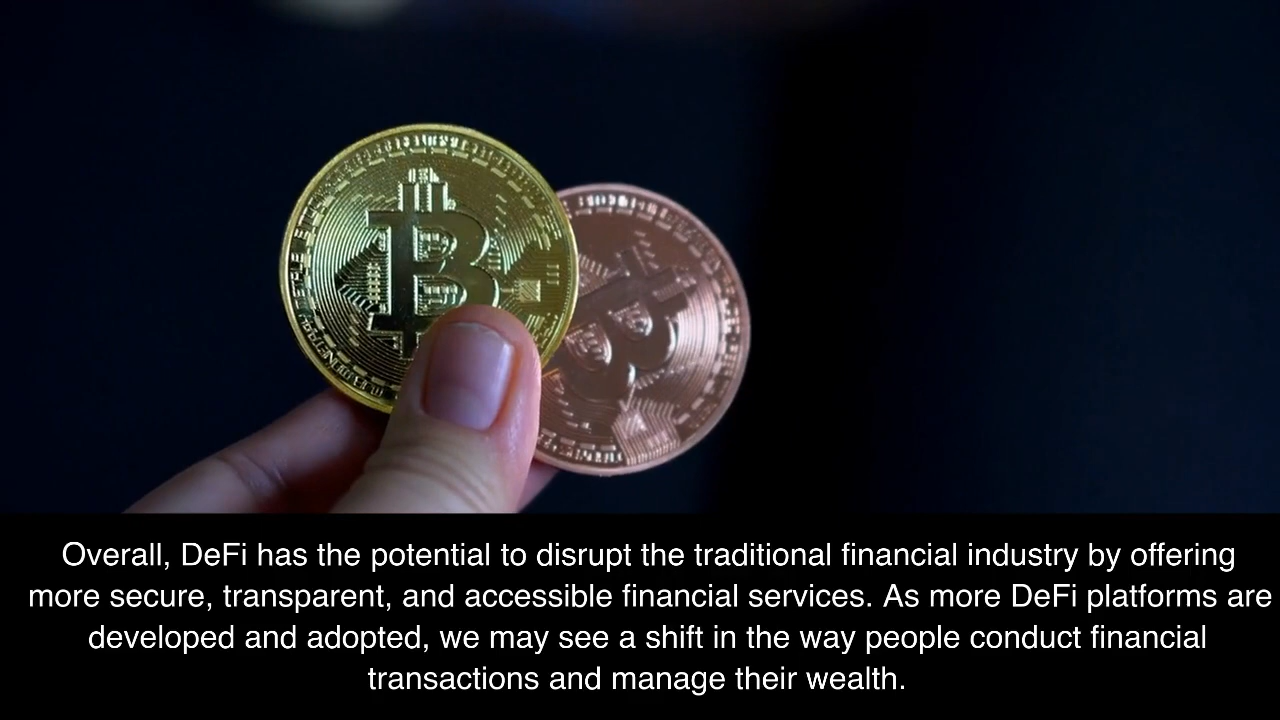 Overall, DeFi has the potential to disrupt the traditional financial industry by offering
more secure, transparent, and accessible financial services. As more DeFi platforms are
developed and adopted, we may see a shift in the way people conduct financial
transactions and manage their wealth.